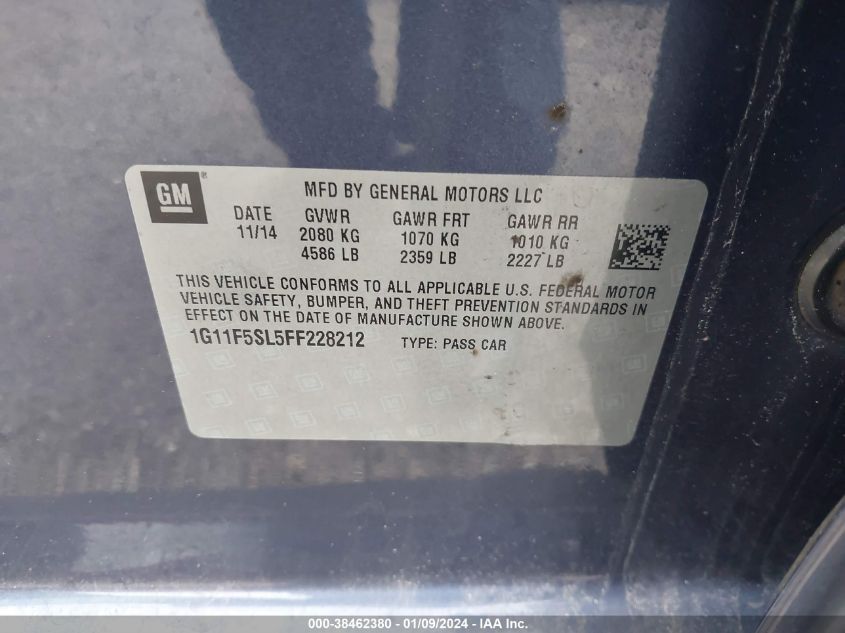 GM ®
MFD BY GENERAL MOTORS LLC
DATE GVWR GAWR FRT GAWR RR
11/14 2080 KG 1070 KG 1010 KG
4586 LB 2359 LB 2227 LB
THIS VEHICLE CONFORMS TO ALL APPLICABLE U.S. FEDERAL MOTOR
VEHICLE SAFETY, BUMPER, AND THEFT PREVENTION STANDARDS IN
EFFECT ON THE DATE OF MANUFACTURE SHOWN ABOVE.
1G11F5SL5FF228212 TYPE: PASS CAR
000-38462380 - 01/09/2024 - IAA Inc.